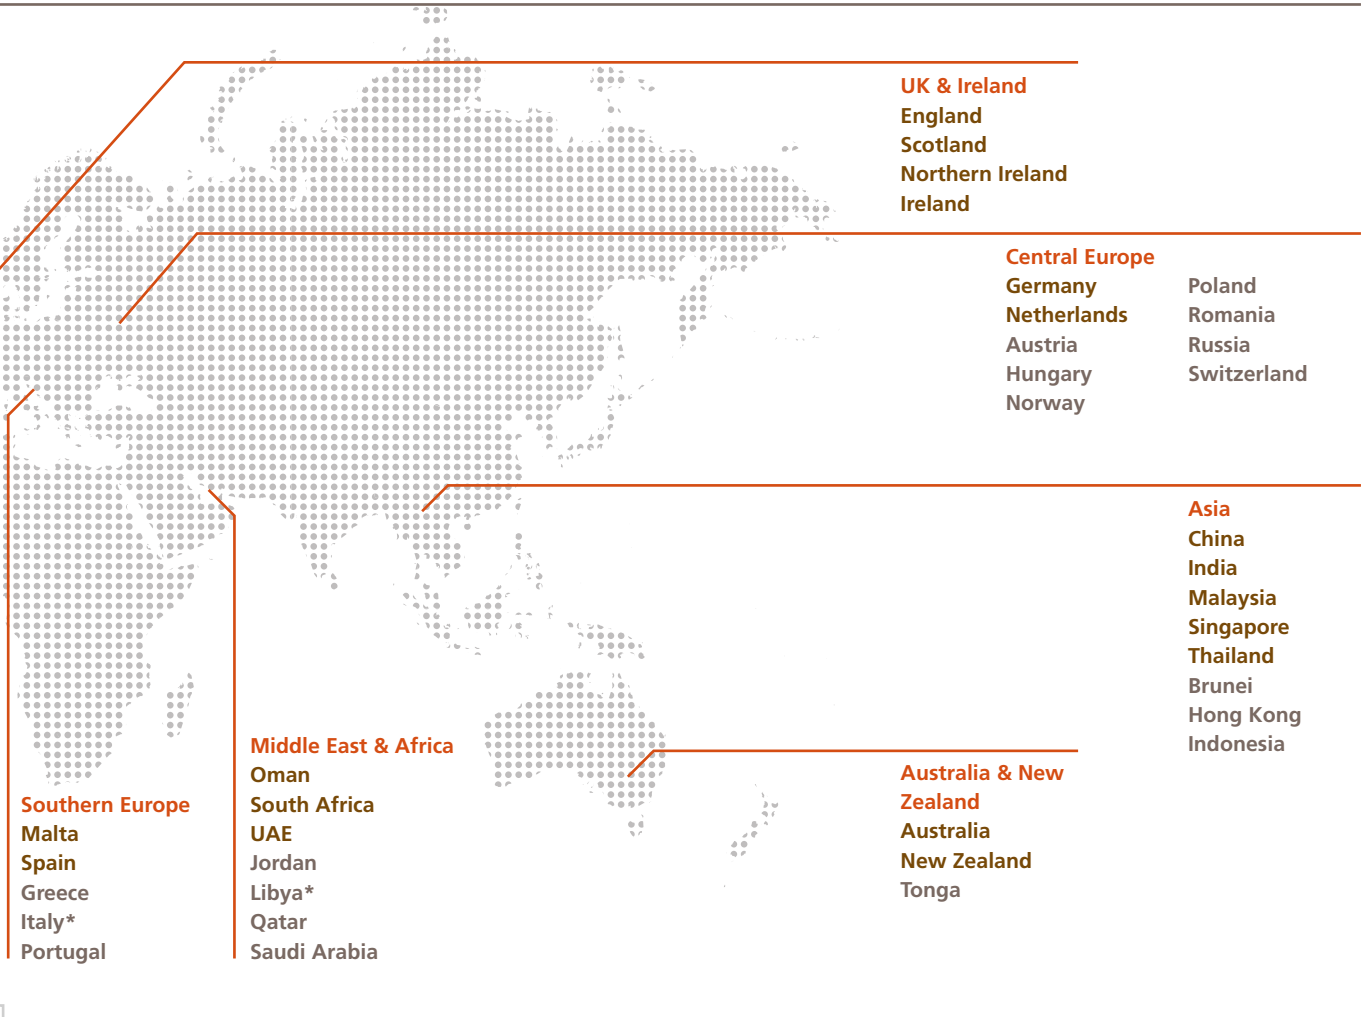 UK & Ireland
England
Scotland
Northern Ireland
Ireland
Central Europe
Germany
Netherlands
Austria
Hungary
Norway
Poland
Romania
Russia
Switzerland
Asia
China
India
Malaysia
Singapore
Thailand
Brunei
Hong Kong
Indonesia
Middle East & Africa
Oman
South Africa
UAE
Jordan
Libya*
Qatar
Saudi Arabia
Southern Europe
Malta
Spain
Greece
Italy*
Portugal
Australia & New
Zealand
Australia
New Zealand
Tonga